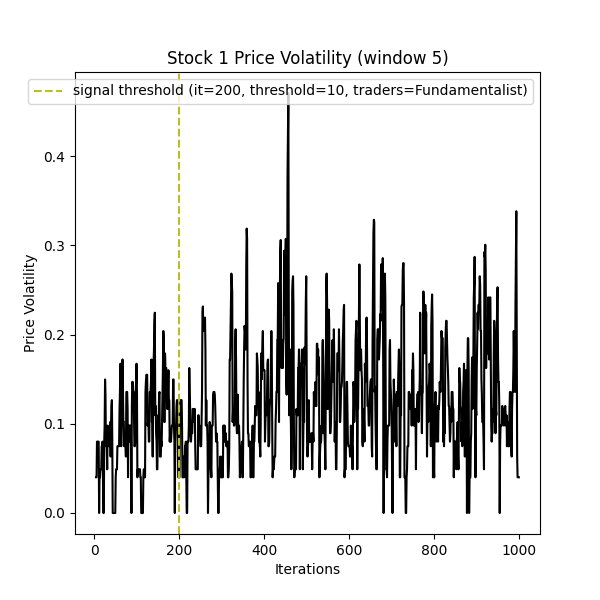 Stock 1 Price Volatility (window 5)
signal threshold (it=200, threshold=10, traders=Fundamentalist)
0.4
0.3
0.2
0.1
0.0
Price Volatility
0 200 400 600 800 1000
Iterations